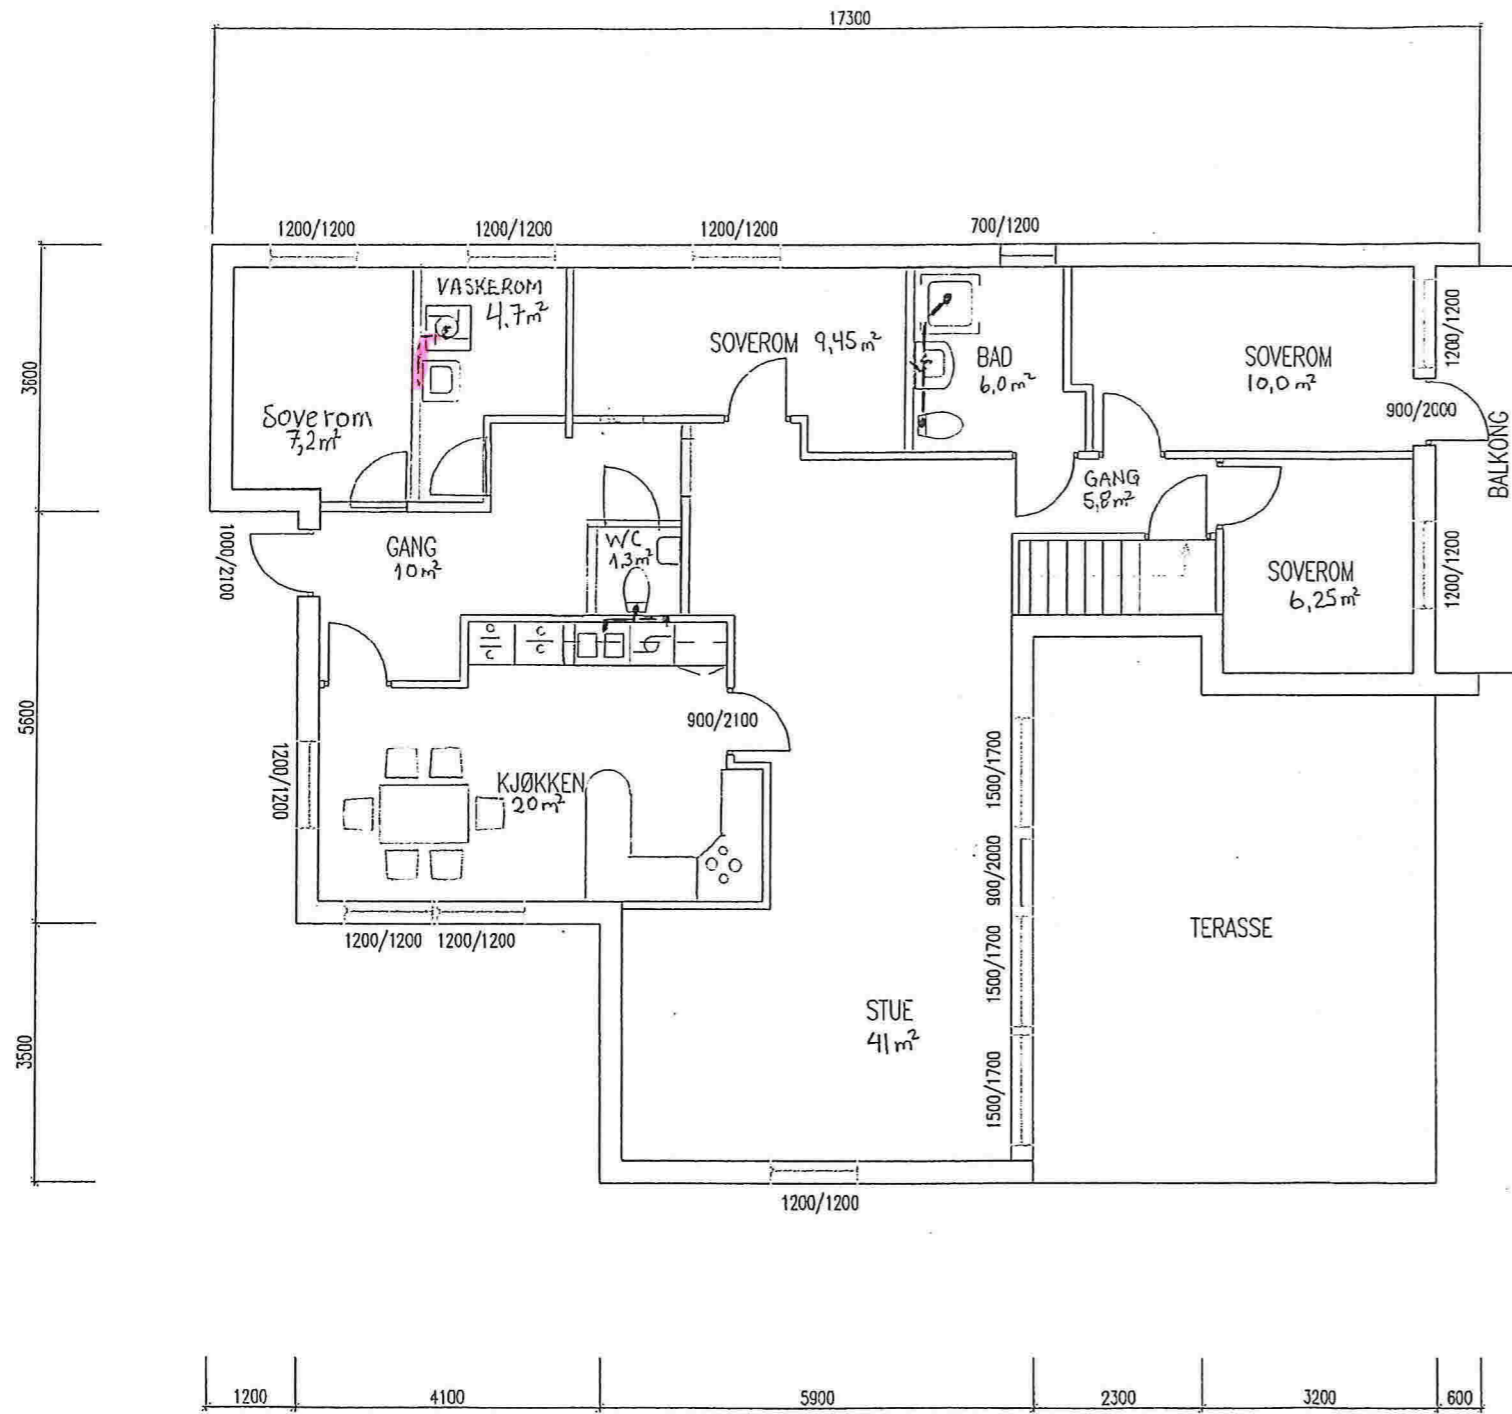 17300
1200/1200
1200/1200
1200/1200
700/1200
VASKEROM
4,7m²
SOVEROM 9,45m²
BAD
6,0m²
SOVEROM
10,0m²
1200/1200
3800
Soverom
7,2m²
900/2000
BALKONG
GANG
5,8m²
1000/2100
GANG
10m²
WC
1,3m²
SOVEROM
6,25m²
1200/1200
O
C
C
C
5600
900/2100
1200/1200
KJØKKEN
20m²
1500/1700
900/2000
1200/1200
1200/1200
1500/1700
TERASSE
STUE
41m²
3500
1500/1700
1200/1200
1200
4100
5900
2300
3200
600